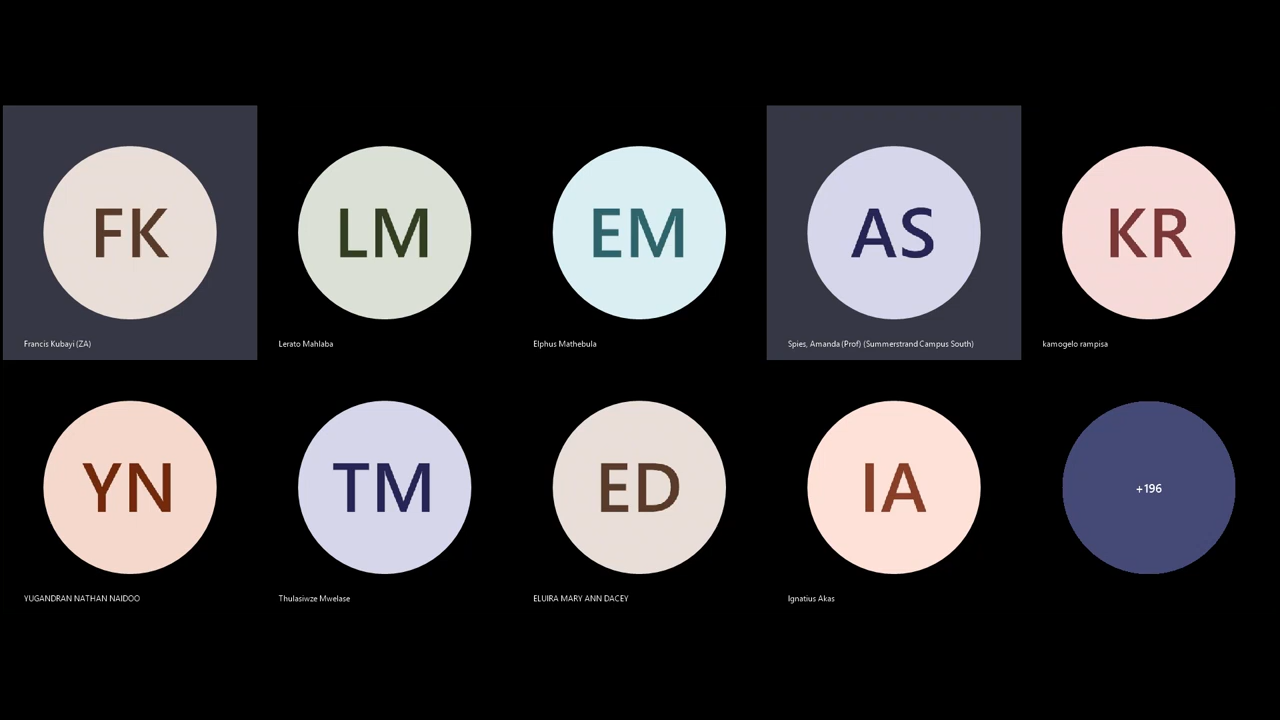 FK
LM
EM
AS
KR
Francis Kubayi (ZA)
Lerato Mahlaba
Elphus Mathebula
Spies, Amanda (Prof) (Summerstrand Campus South)
kamogelo rampisa
YN
TM
ED
IA
+196
YUGANDRAN NATHAN NAIDOO
Thulasiwze Mwelase
ELUIRA MARY ANN DACEY
Ignatius Akas